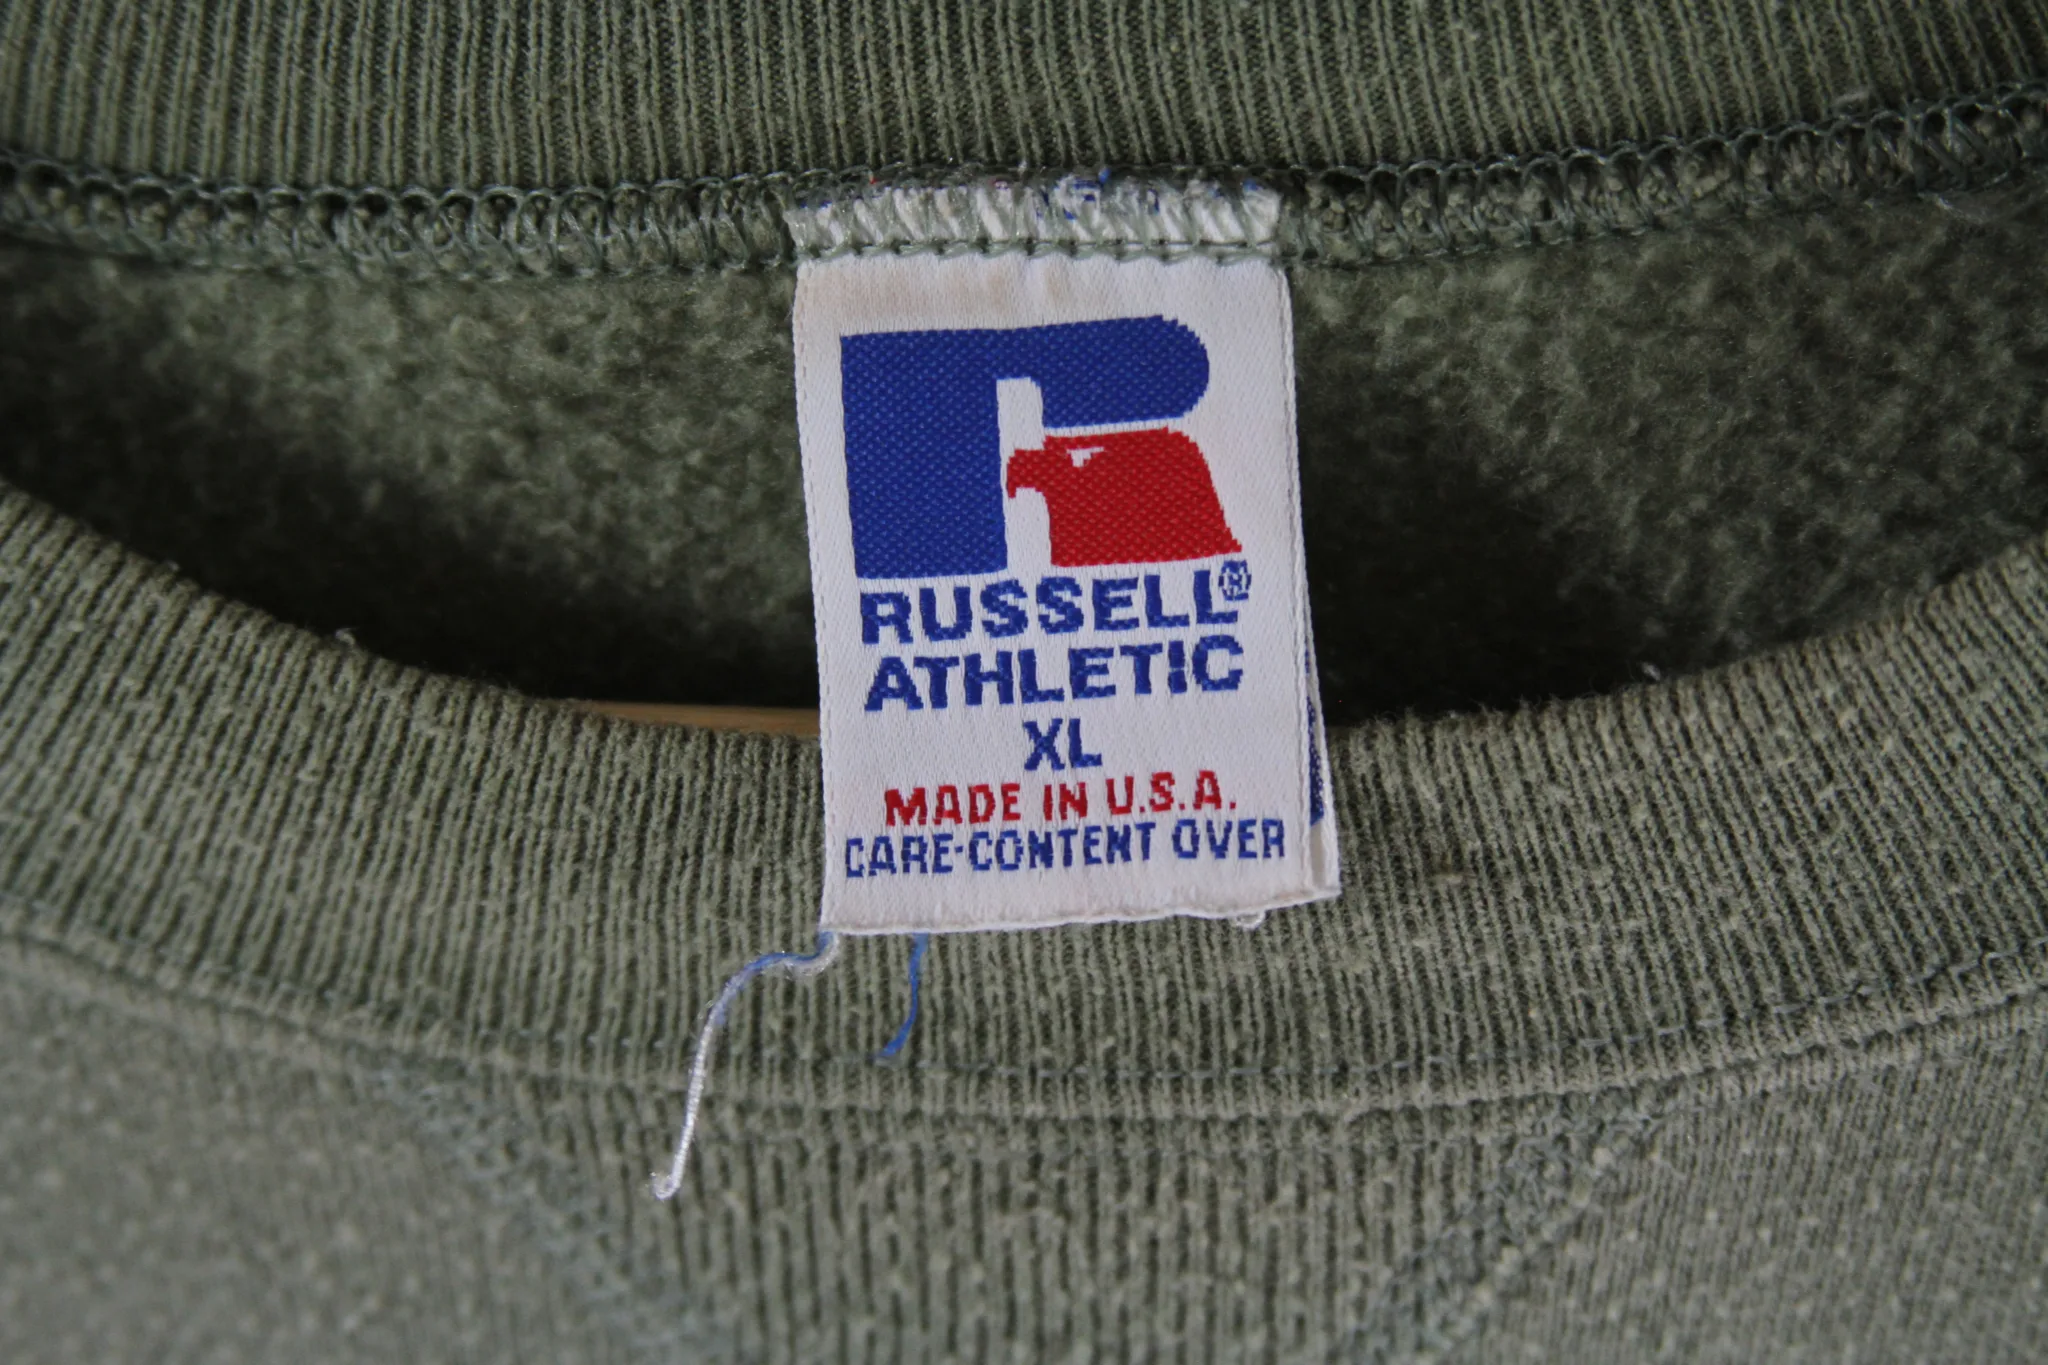 RUSSELL®
ATHLETIC
XL
MADE IN U.S.A.
CARE-CONTENT OVER